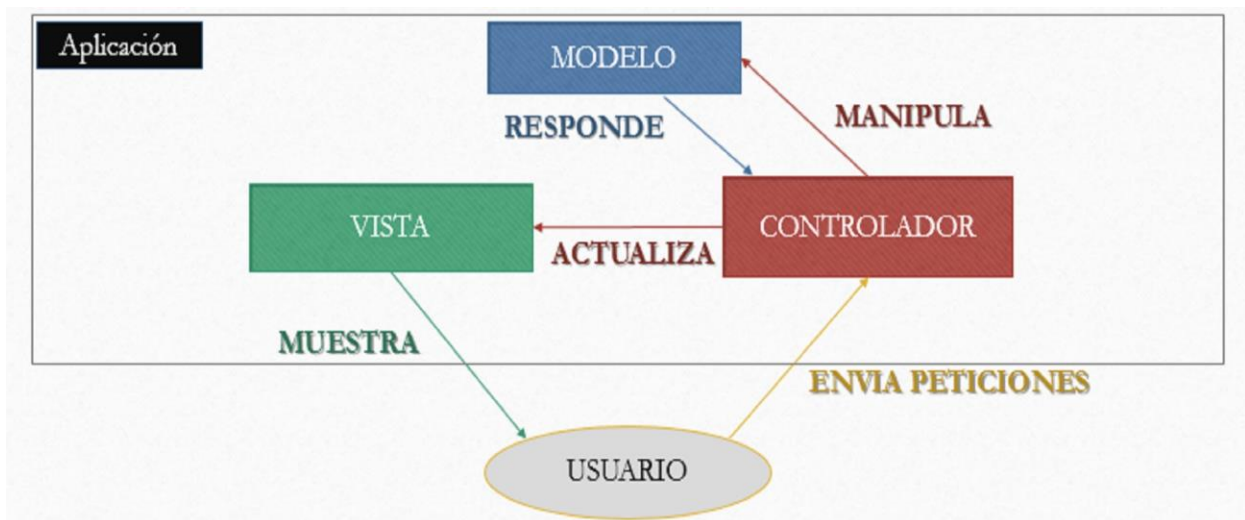 Aplicación
MODELO
RESPONDE
MANIPULA
VISTA
CONTROLADOR
ACTUALIZA
MUESTRA
ENVIA PETICIONES
USUARIO